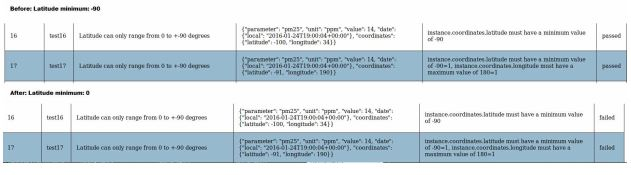 Before: Latitude minimum: -90
16 test16 Latitude can only range from 0 to +-90 degrees {"parameter": "pm25", "unit": "ppm", "value": 14, "date": {"local": "2016-01-24T19:00:04+00:00"}, "coordinates": {"latitude": -100, "longitude": 34}} instance.coordinates.latitude must have a minimum value of -90 passed
17 test17 Latitude can only range from 0 to +-90 degrees {"parameter": "pm25", "unit": "ppm", "value": 14, "date": {"local": "2016-01-24T19:00:04+00:00"}, "coordinates": {"latitude": -91, "longitude": 190}} instance.coordinates.latitude must have a minimum value of -90=1, instance.coordinates.longitude must have a maximum value of 180=1 passed
After: Latitude minimum: 0
16 test16 Latitude can only range from 0 to +-90 degrees {"parameter": "pm25", "unit": "ppm", "value": 14, "date": {"local": "2016-01-24T19:00:04+00:00"}, "coordinates": {"latitude": -100, "longitude": 34}} instance.coordinates.latitude must have a minimum value of -90 failed
17 test17 Latitude can only range from 0 to +-90 degrees {"parameter": "pm25", "unit": "ppm", "value": 14, "date": {"local": "2016-01-24T19:00:04+00:00"}, "coordinates": {"latitude": -91, "longitude": 190}} instance.coordinates.latitude must have a minimum value of -90=1, instance.coordinates.longitude must have a maximum value of 180=1 failed